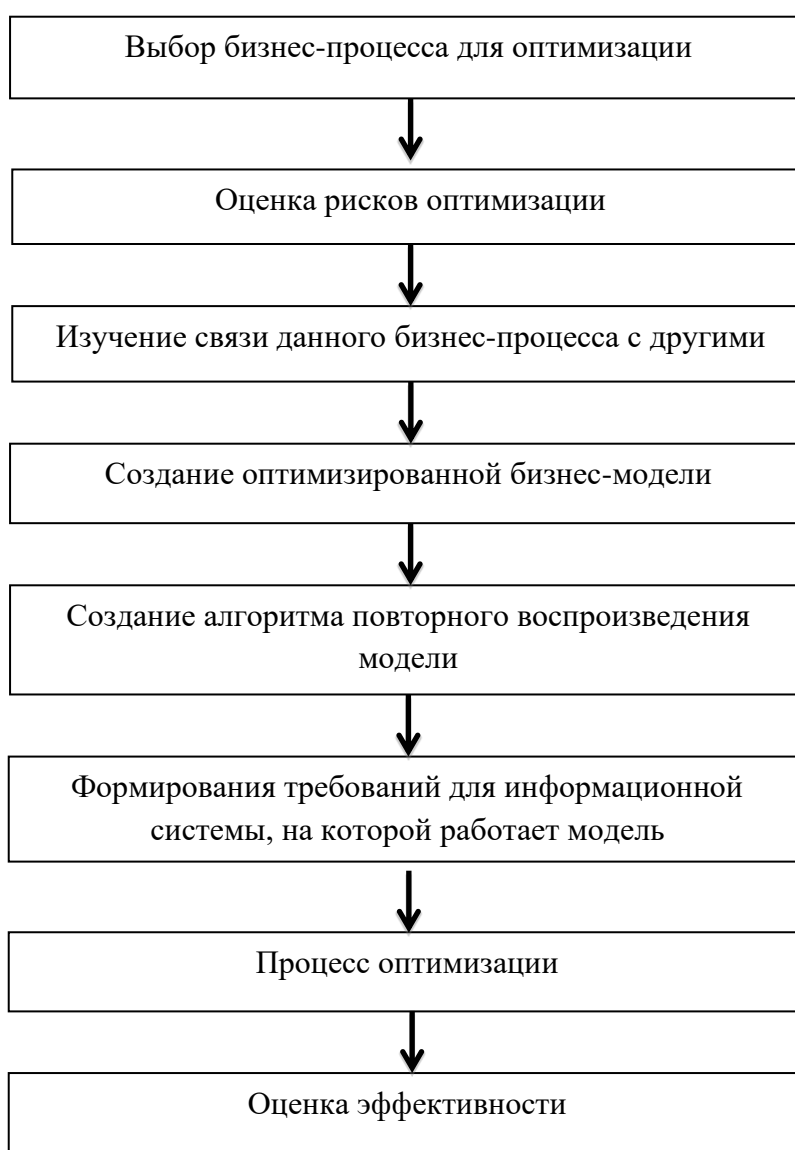 Выбор бизнес-процесса для оптимизации
Оценка рисков оптимизации
Изучение связи данного бизнес-процесса с другими
Создание оптимизированной бизнес-модели
Создание алгоритма повторного воспроизведения
модели
Формирования требований для информационной
системы, на которой работает модель
Процесс оптимизации
Оценка эффективности